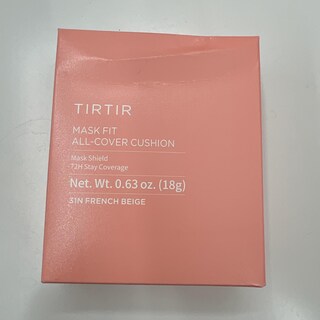 TIRTIR
MASK FIT
ALL-COVER CUSHION
Mask Shield
72H Stay Coverage
Net. Wt. 0.63 oz. (18g)
31N FRENCH BEIGE